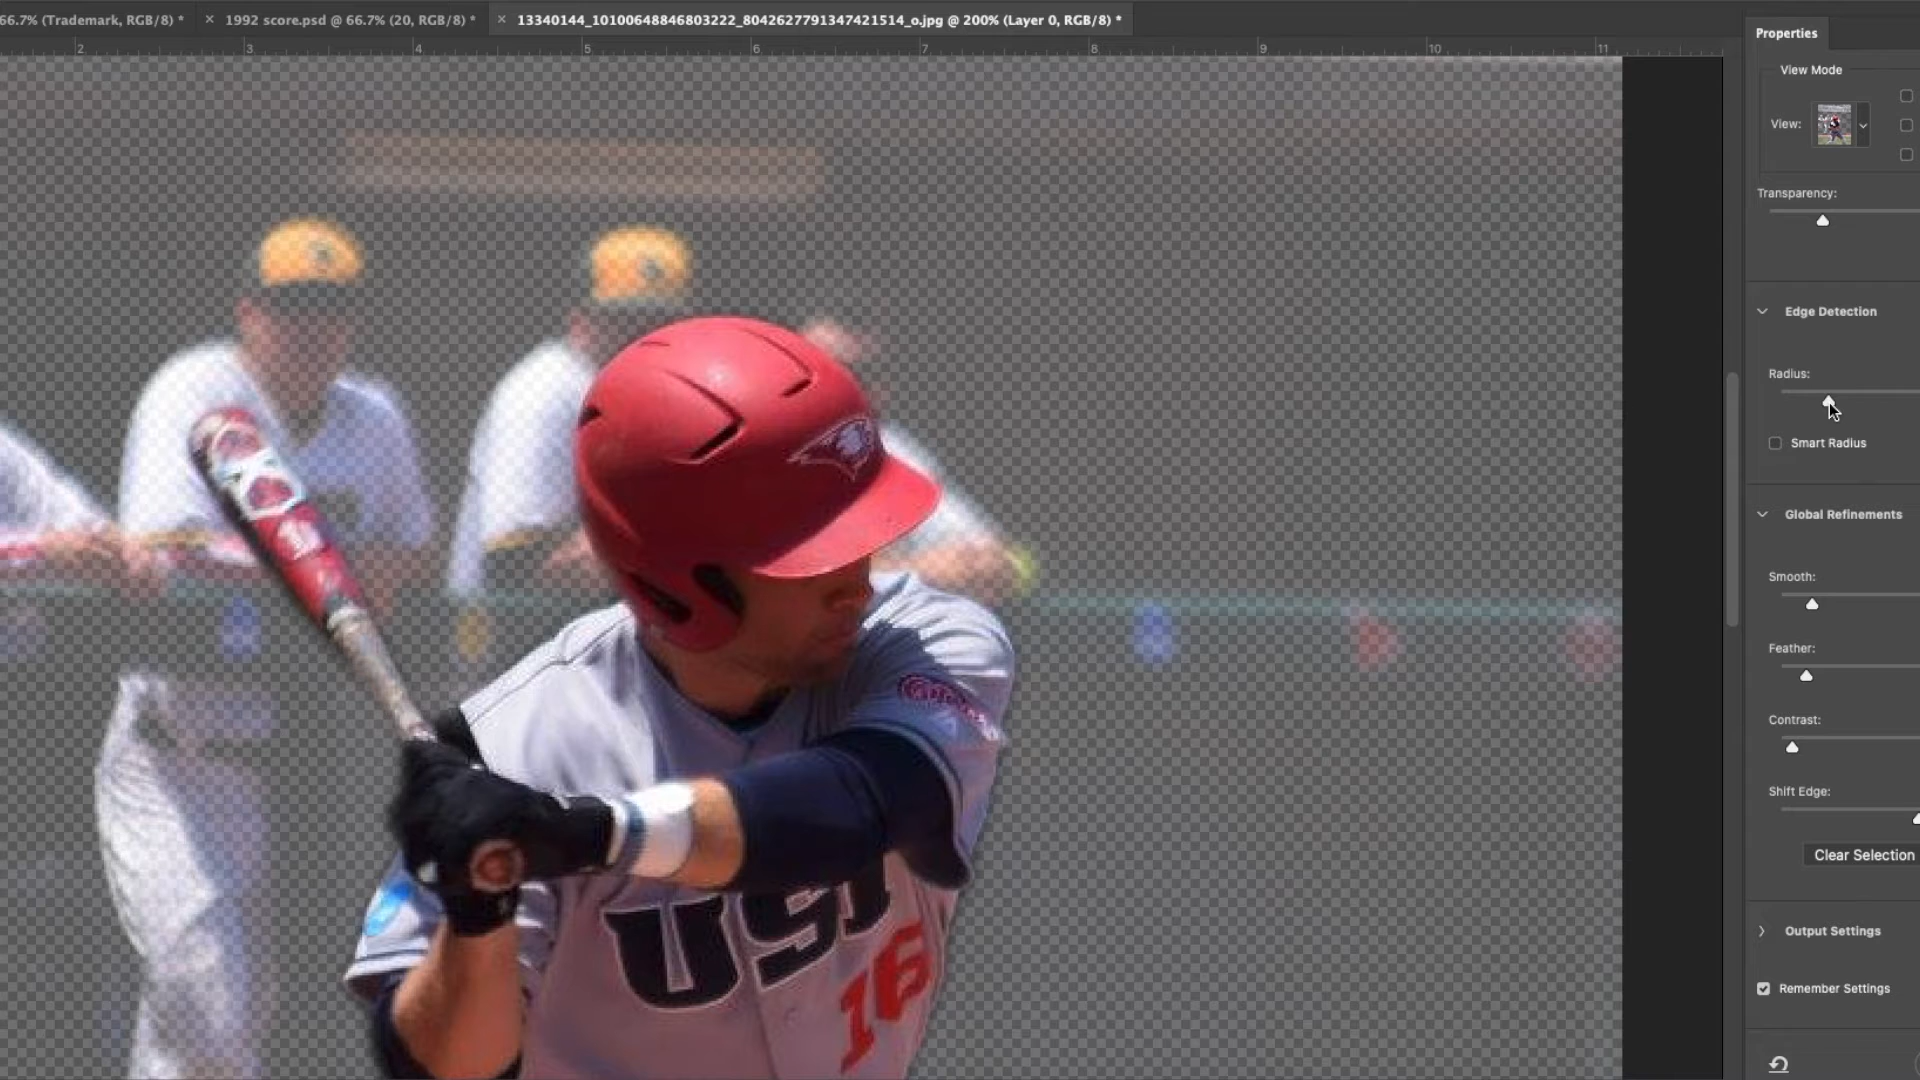 66.7% (Trademark, RGB/8) *
× 1992 score.psd @ 66.7% (20, RGB/8) *
× 13340144_10100648846803222_8042627791347421514_o.jpg @ 200% (Layer 0, RGB/8) *
2 3 4 5 6 7 8 9 10 11
Properties
View Mode
View:
Transparency:
Edge Detection
Radius:
Smart Radius
Global Refinements
Smooth:
Feather:
Contrast:
Shift Edge:
Clear Selection
Output Settings
Remember Settings
USI
16